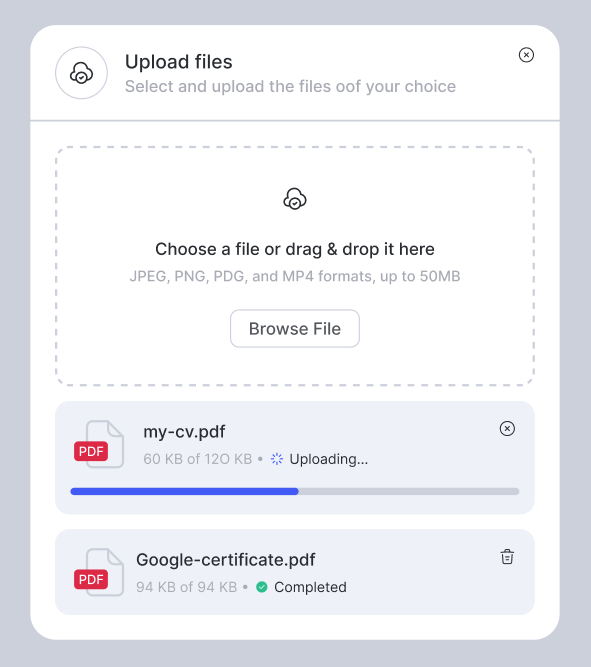 Upload files
Select and upload the files oof your choice
Choose a file or drag & drop it here
JPEG, PNG, PDG, and MP4 formats, up to 50MB
Browse File
PDF
my-cv.pdf
60 KB of 12O KB • Uploading...
PDF
Google-certificate.pdf
94 KB of 94 KB • Completed